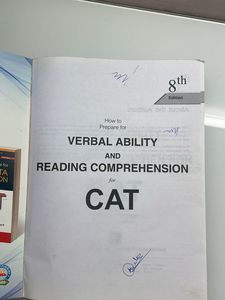 8th
Edition
How to
Prepare for
VERBAL ABILITY
AND
READING COMPREHENSION
for
CAT